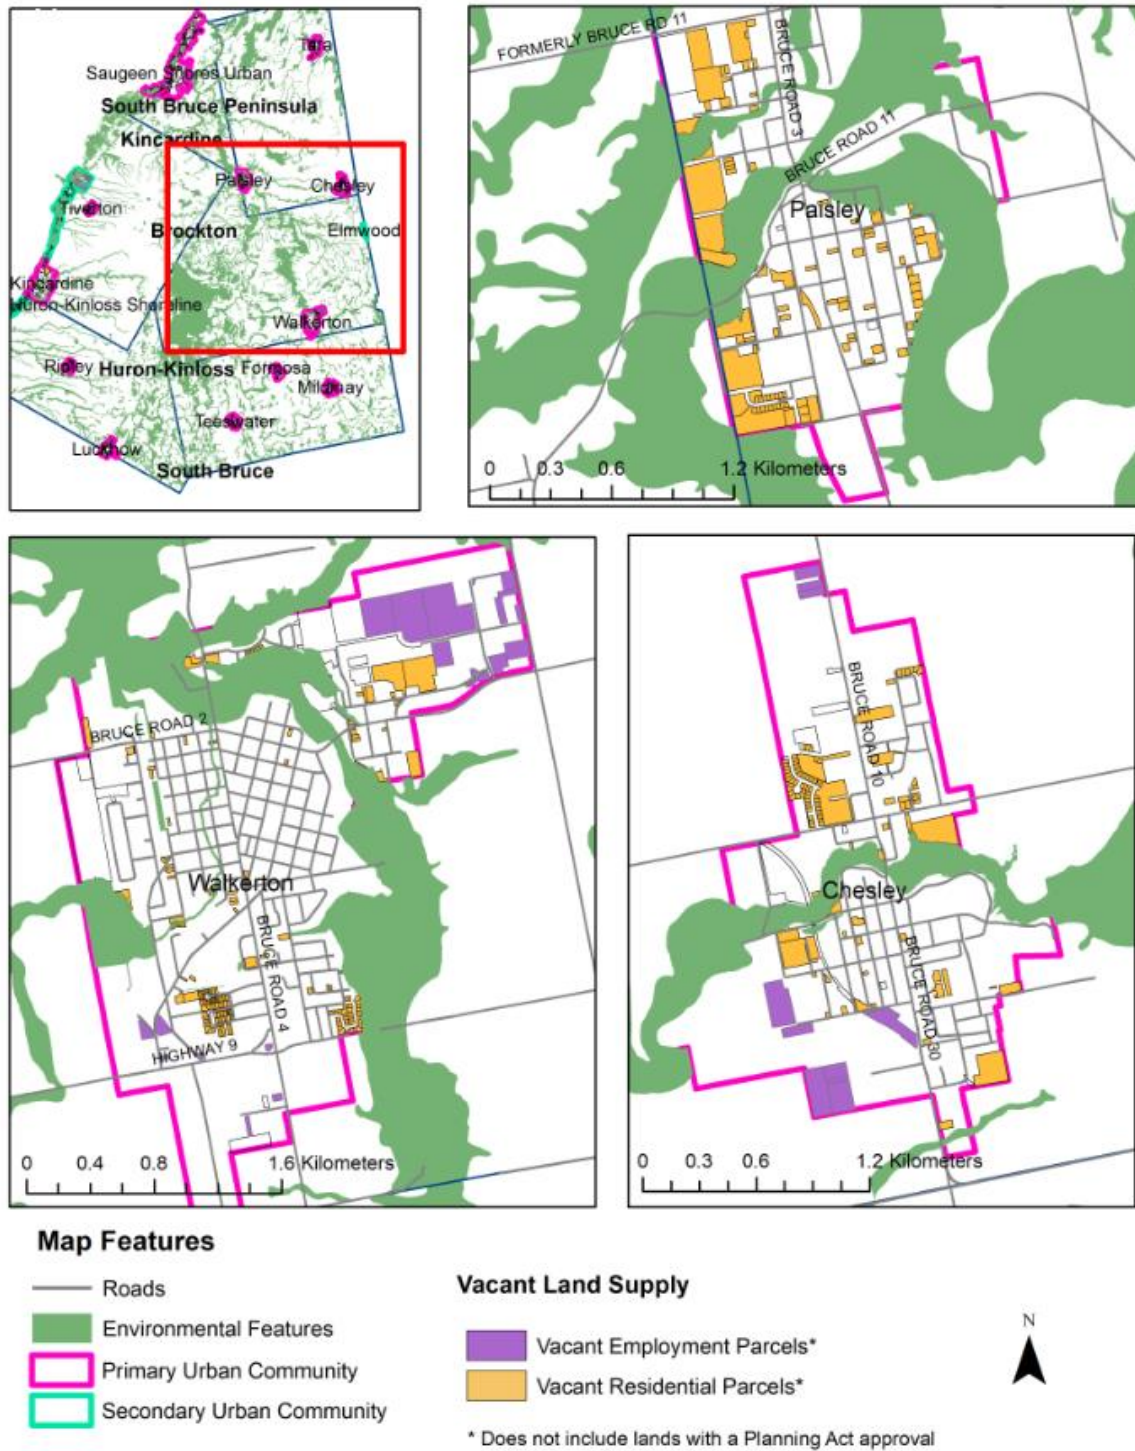 Tara
Saugeen Shores Urban
South Bruce Peninsula
Kincardine
Paisley
Chesley
Tiverton
Brockton
Elmwood
Kincardine
Huron-Kinloss Shoreline
Walkerton
Ripley
Huron-Kinloss
Formosa
Mildmay
Teeswater
Lucknow
South Bruce
FORMERLY BRUCE RD 11
BRUCE ROAD 3
BRUCE ROAD 11
Paisley
0 0.3 0.6 1.2 Kilometers
BRUCE ROAD 2
Walkerton
BRUCE ROAD 4
HIGHWAY 9
0 0.4 0.8 1.6 Kilometers
BRUCE ROAD 10
Chesley
BRUCE ROAD 30
0 0.3 0.6 1.2 Kilometers
Map Features
Roads
Environmental Features
Primary Urban Community
Secondary Urban Community
Vacant Land Supply
Vacant Employment Parcels*
Vacant Residential Parcels*
* Does not include lands with a Planning Act approval
N